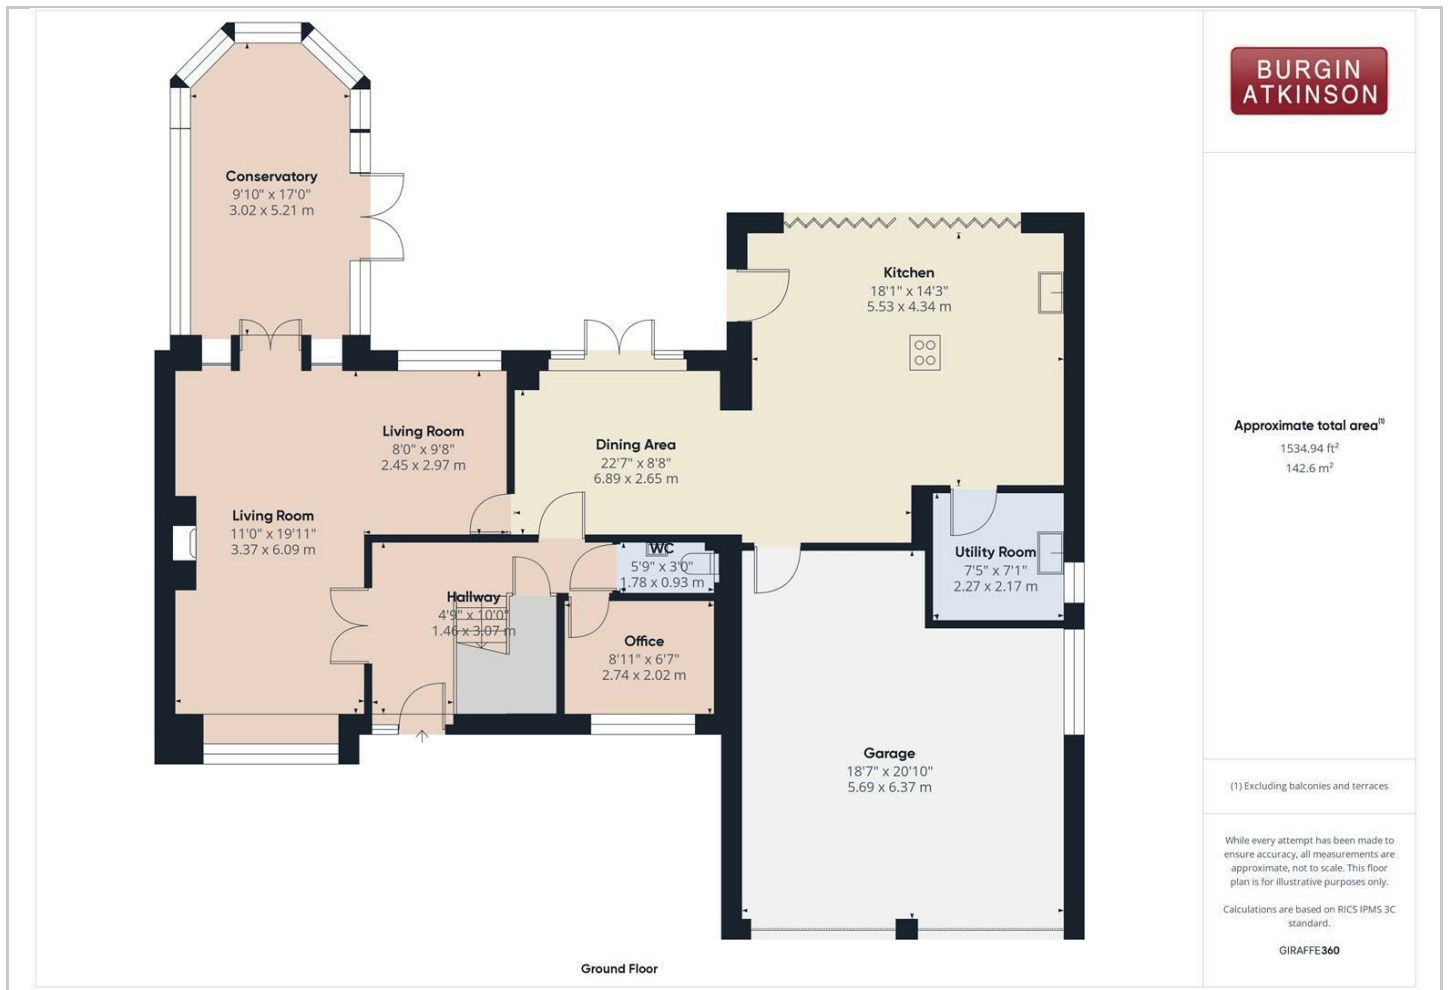 BURGIN
ATKINSON
Conservatory
9'10" x 17'0"
3.02 x 5.21 m
Kitchen
18'1" x 14'3"
5.53 x 4.34 m
Living Room
8'0" x 9'8"
2.45 x 2.97 m
Dining Area
22'7" x 8'8"
6.89 x 2.65 m
Living Room
11'0" x 19'11"
3.37 x 6.09 m
WC
5'9" x 3'0"
1.78 x 0.93 m
Utility Room
7'5" x 7'1"
2.27 x 2.17 m
Hallway
4'9" x 10'0"
1.46 x 3.07 m
Office
8'11" x 6'7"
2.74 x 2.02 m
Garage
18'7" x 20'10"
5.69 x 6.37 m
Ground Floor
Approximate total area(1)
1534.94 ft²
142.6 m²
(1) Excluding balconies and terraces
While every attempt has been made to
ensure accuracy, all measurements are
approximate, not to scale. This floor
plan is for illustrative purposes only.
Calculations are based on RICS IPMS 3C
standard.
GIRAFFE360